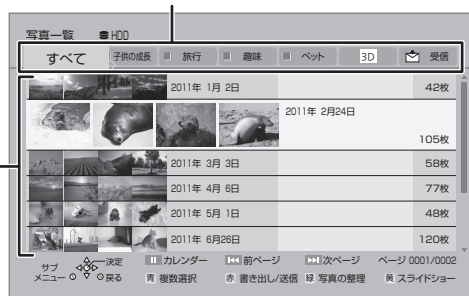 写真一覧 HDD
すべて 子供の成長 旅行 趣味 ペット 3D 受信
2011年 1月 2日 42枚
2011年 2月24日
105枚
2011年 3月 3日 58枚
2011年 4月 6日 77枚
2011年 5月 1日 48枚
2011年 6月26日 120枚
サブメニュー 決定 戻る カレンダー 前ページ 次ページ ページ 0001/0002
青 複数選択 赤 書き出し/送信 緑 写真の整理 黄 スライドショー